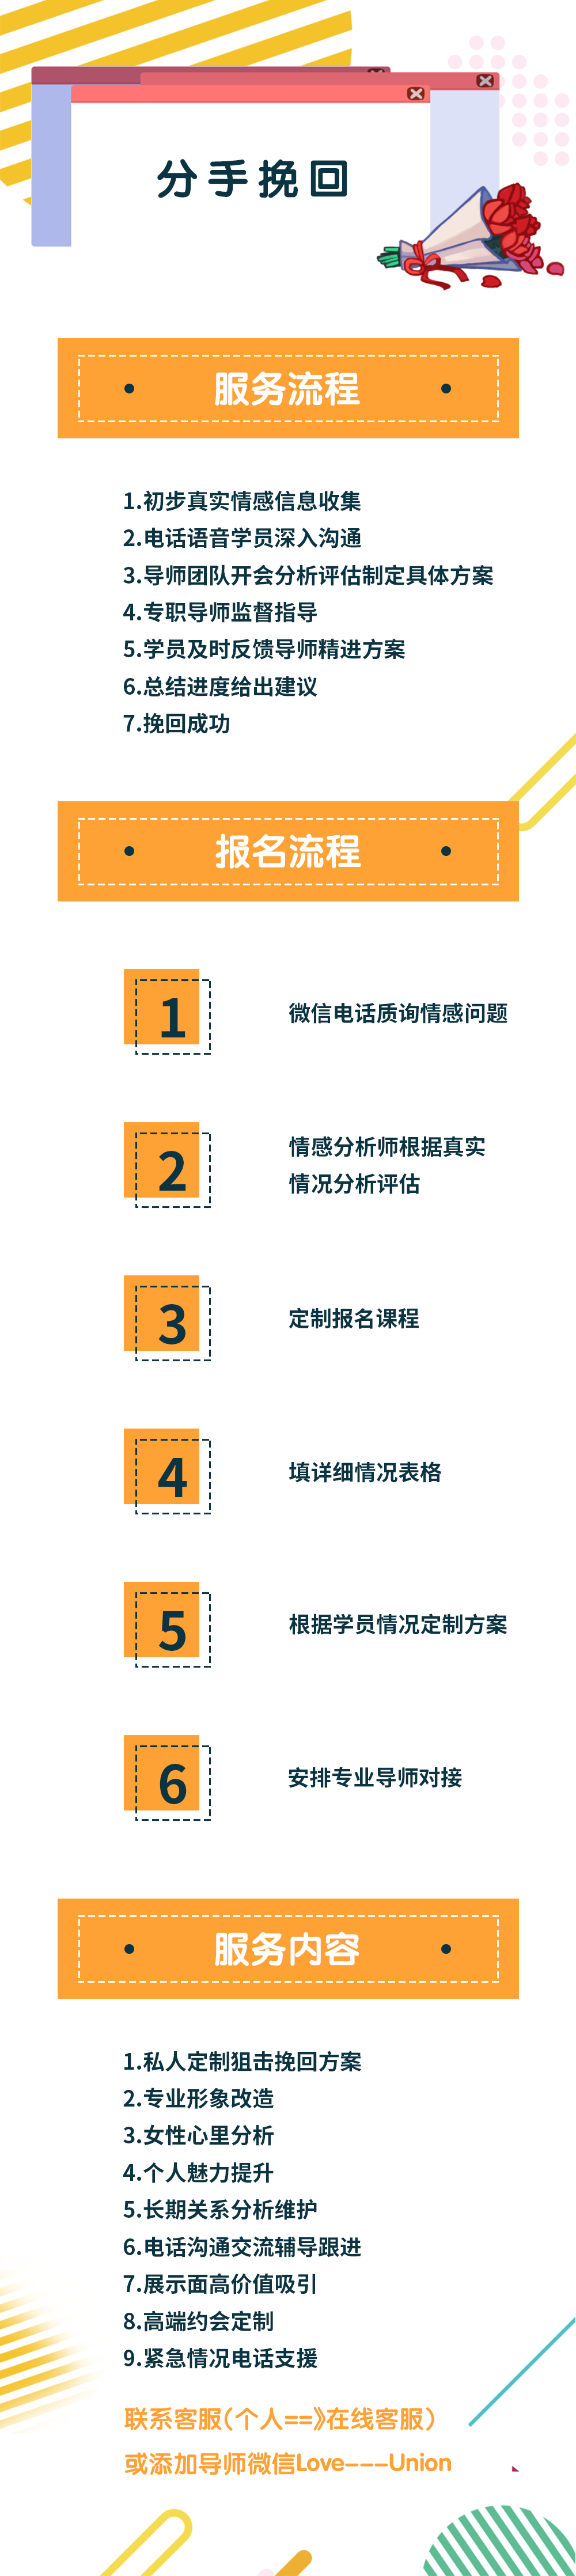 分手挽回
服务流程
1.初步真实情感信息收集
2.电话语音学员深入沟通
3.导师团队开会分析评估制定具体方案
4.专职导师监督指导
5.学员及时反馈导师精进方案
6.总结进度给出建议
7.挽回成功
报名流程
1
微信电话质询情感问题
2
情感分析师根据真实
情况分析评估
3
定制报名课程
4
填详细情况表格
5
根据学员情况定制方案
6
安排专业导师对接
服务内容
1.私人定制狙击挽回方案
2.专业形象改造
3.女性心里分析
4.个人魅力提升
5.长期关系分析维护
6.电话沟通交流辅导跟进
7.展示面高价值吸引
8.高端约会定制
9.紧急情况电话支援
联系客服(个人==》在线客服)
或添加导师微信Love---Union